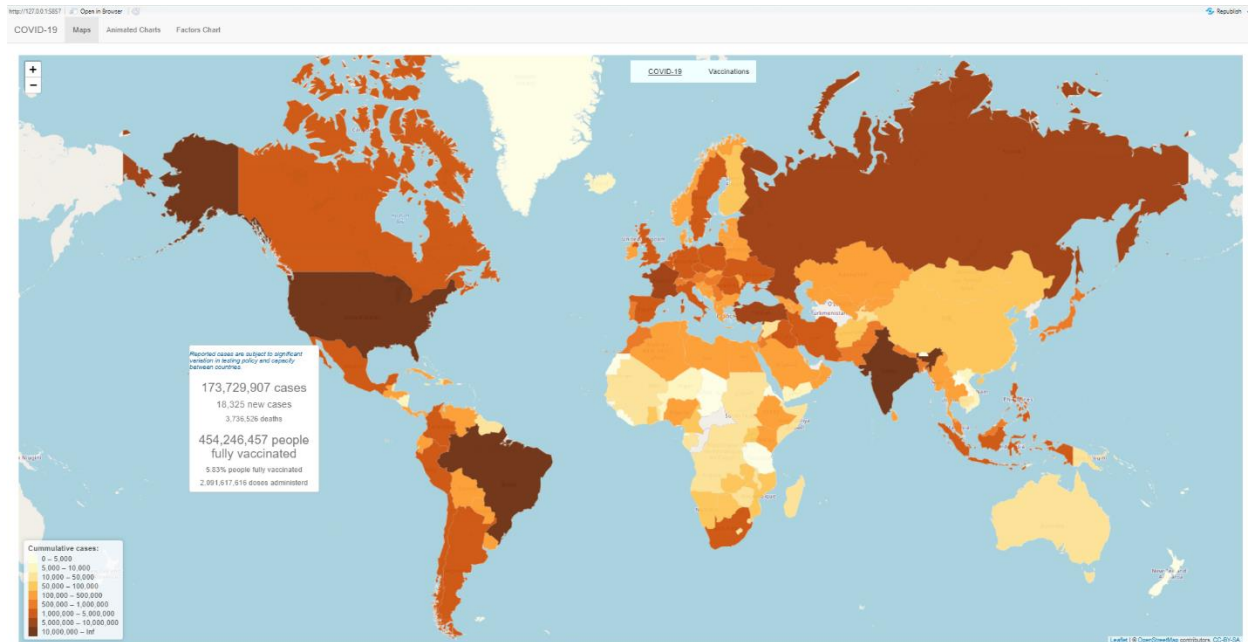 http://127.0.0.1:5857
Open in Browser
Republish
COVID-19 Maps Animated Charts Factors Chart
+
−
COVID-19 Vaccinations
Turkmenistan
Reported cases are subject to significant
variation in testing policy and capacity
between countries.
173,729,907 cases
18,325 new cases
3,736,526 deaths
454,246,457 people
fully vaccinated
5.83% people fully vaccinated
2,091,617,616 doses administerd
Cummulative cases:
0 – 5,000
5,000 – 10,000
10,000 – 50,000
50,000 – 100,000
100,000 – 500,000
500,000 – 1,000,000
1,000,000 – 5,000,000
5,000,000 – 10,000,000
10,000,000 – Inf
Leaflet | © OpenStreetMap contributors, CC-BY-SA